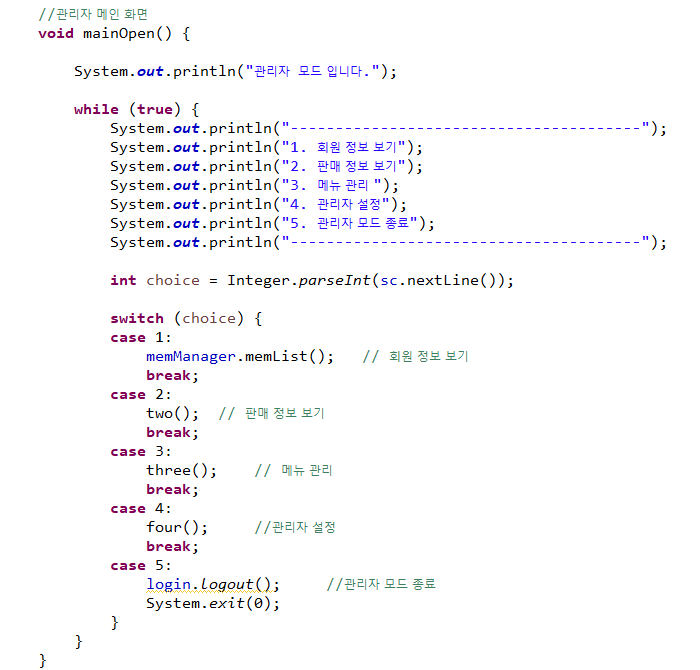 //관리자 메인 화면
void mainOpen() {
System.out.println("관리자 모드 입니다.");
while (true) {
System.out.println("---------------------------------------");
System.out.println("1. 회원 정보 보기");
System.out.println("2. 판매 정보 보기");
System.out.println("3. 메뉴 관리 ");
System.out.println("4. 관리자 설정");
System.out.println("5. 관리자 모드 종료");
System.out.println("---------------------------------------");
int choice = Integer.parseInt(sc.nextLine());
switch (choice) {
case 1:
memManager.memList(); // 회원 정보 보기
break;
case 2:
two(); // 판매 정보 보기
break;
case 3:
three(); // 메뉴 관리
break;
case 4:
four(); //관리자 설정
break;
case 5:
login.logout(); //관리자 모드 종료
System.exit(0);
}
}
}